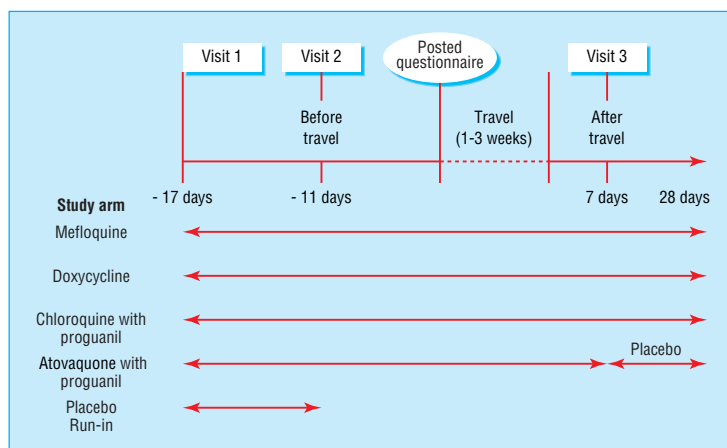 Visit 1
Visit 2
Posted
questionnaire
Visit 3
Before
travel
Travel
(1-3 weeks)
After
travel
Study arm
- 17 days
- 11 days
7 days
28 days
Mefloquine
Doxycycline
Chloroquine with
proguanil
Atovaquone with
proguanil
Placebo
Placebo
Run-in